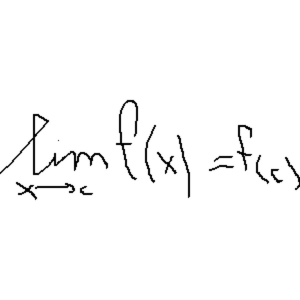 lim f(x) = f(c)
x→c